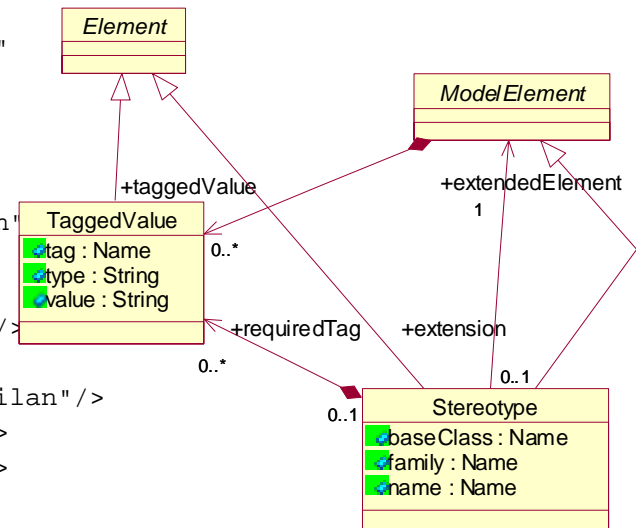 Element
"
ModelElement
+taggedValue
+extendedElement
1
n"
TaggedValue
0..*
tag : Name
type : String
value : String
/>
+requiredTag
+extension
0..*
0..1
ilan"/>
0..1
Stereotype
>
baseClass : Name
family : Name
>
name : Name